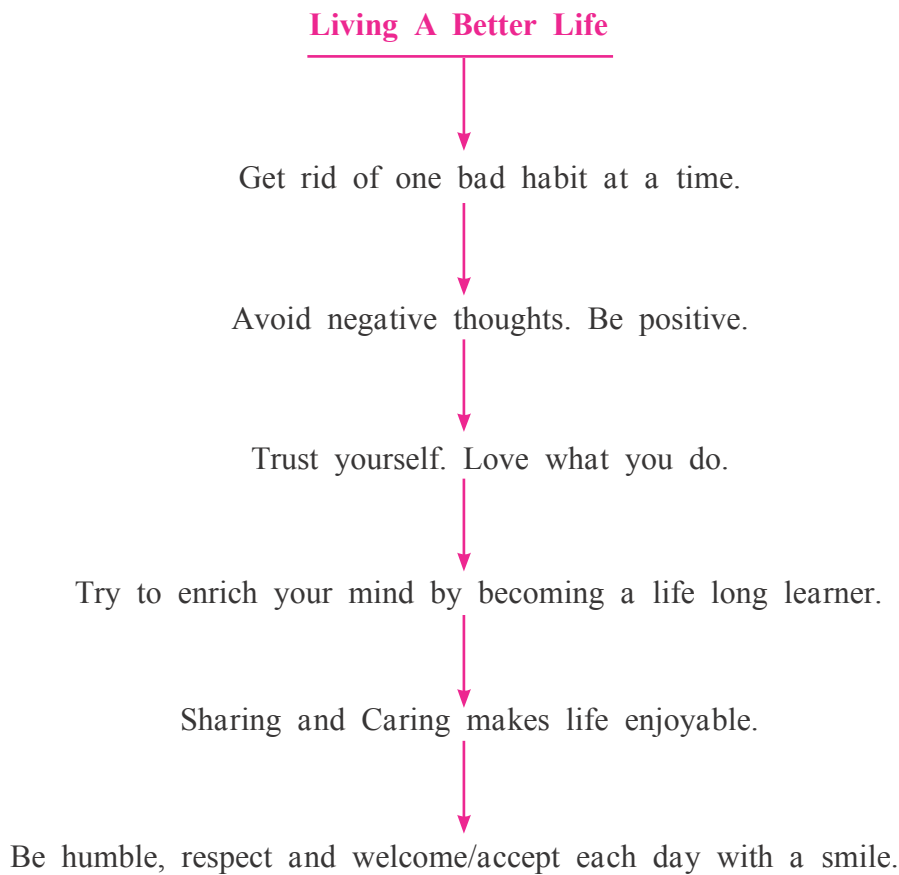 Living A Better Life
Get rid of one bad habit at a time.
Avoid negative thoughts. Be positive.
Trust yourself. Love what you do.
Try to enrich your mind by becoming a life long learner.
Sharing and Caring makes life enjoyable.
Be humble, respect and welcome/accept each day with a smile.